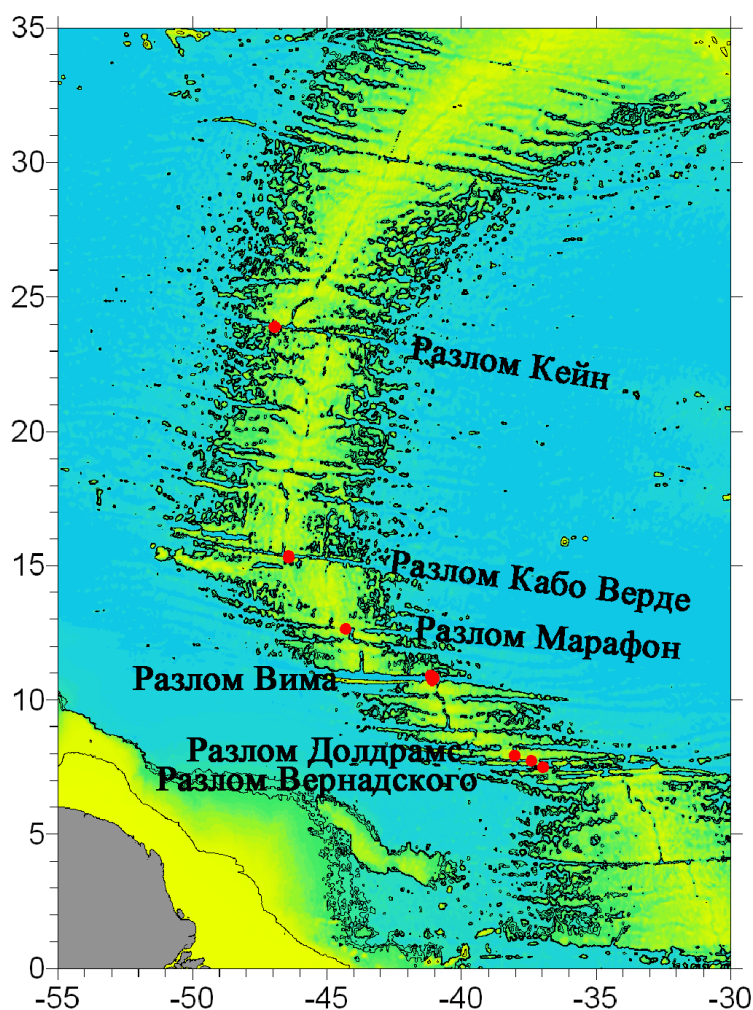 35
30
Разлом Кейн
25
20
Разлом Кабо Верде
15
Разлом Марафон
Разлом Вима
10
Разлом Долдрамс
Разлом Вернадского
5
0
-55 -50 -45 -40 -35 -30